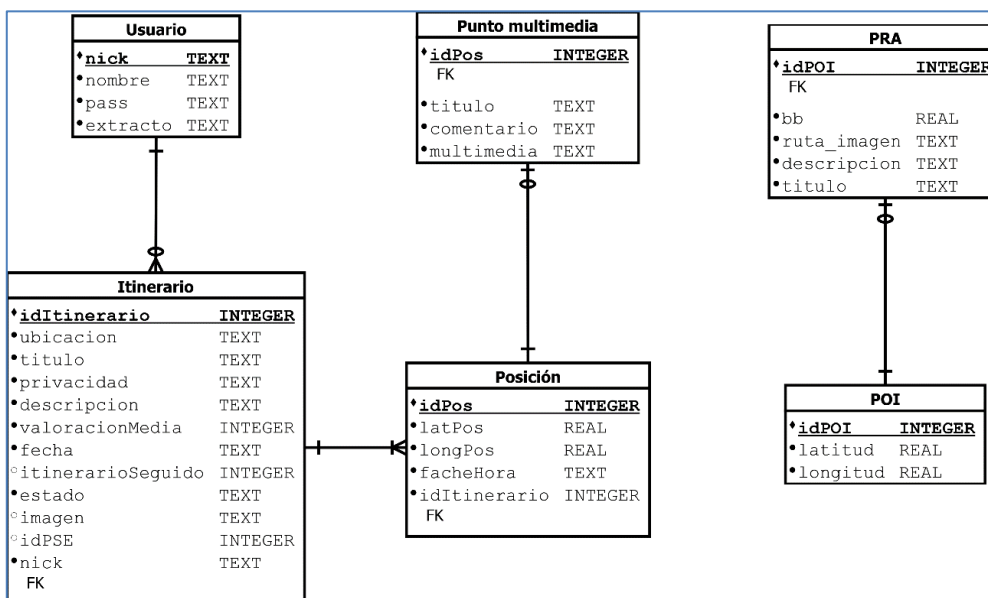 Usuario
nick TEXT
nombre TEXT
pass TEXT
extracto TEXT
Punto multimedia
idPos INTEGER
FK
titulo TEXT
comentario TEXT
multimedia TEXT
PRA
idPOI INTEGER
FK
bb REAL
ruta_imagen TEXT
descripcion TEXT
titulo TEXT
Itinerario
idItinerario INTEGER
ubicacion TEXT
titulo TEXT
privacidad TEXT
descripcion TEXT
valoracionMedia INTEGER
fecha TEXT
itinerarioSeguido INTEGER
estado TEXT
imagen TEXT
idPSE INTEGER
nick TEXT
FK
Posición
idPos INTEGER
latPos REAL
longPos REAL
facheHora TEXT
idItinerario INTEGER
FK
POI
idPOI INTEGER
latitud REAL
longitud REAL